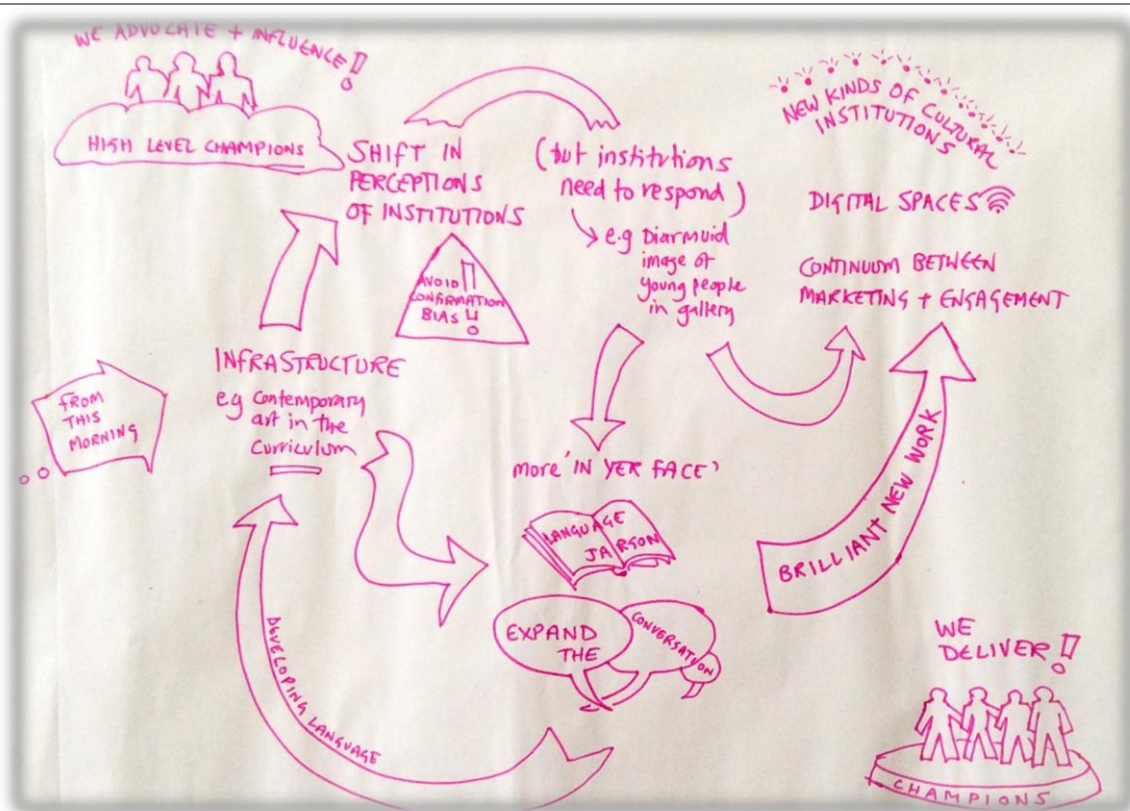 WE ADVOCATE + INFLUENCE!
HIGH LEVEL CHAMPIONS
SHIFT IN
PERCEPTIONS
OF INSTITUTIONS
AVOID
CONFIRMATION
BIAS!
(but institutions
need to respond)
e.g Diarmuid
image of
young people
in gallery
NEW KINDS OF CULTURAL
INSTITUTIONS
DIGITAL SPACES
CONTINUUM BETWEEN
MARKETING + ENGAGEMENT
FROM
THIS
MORNING
INFRASTRUCTURE
eg Contemporary
art in the
Curriculum
more 'IN YER FACE'
LANGUAGE
JARGON
EXPAND
THE
CONVERSATION
DEVELOPING LANGUAGE
BRILLIANT NEW WORK
WE
DELIVER!
CHAMPIONS